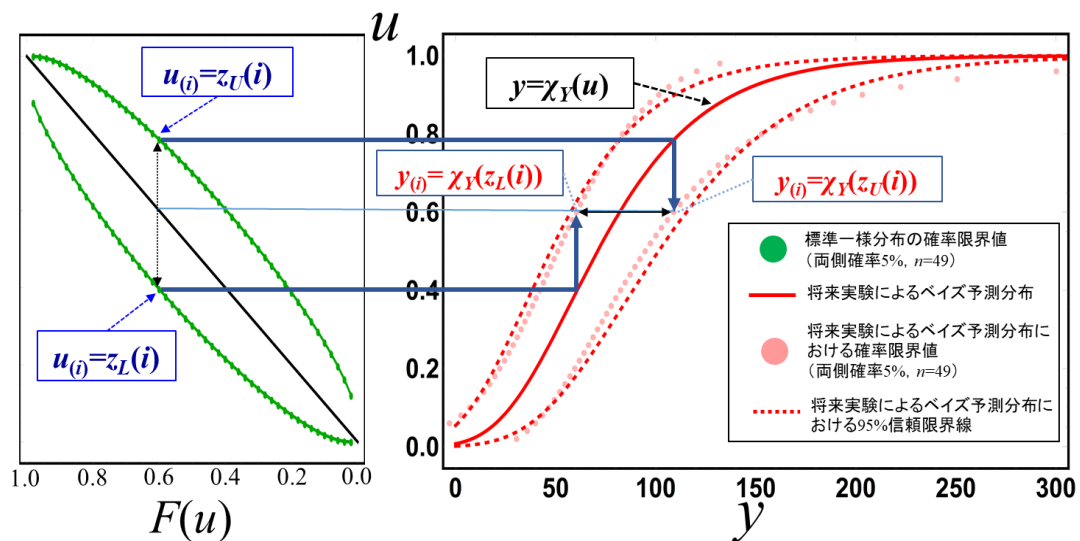 u
u(i)=zU(i)
u(i)=zL(i)
1.0
0.8
0.6
0.4
0.2
0.0
F(u)
1.0
0.8
0.6
0.4
0.2
0.0
y=χY(u)
y(i)= χY(zL(i))
y(i)=χY(zU(i))
標準一様分布の確率限界値
(両側確率5%, n=49)
将来実験によるベイズ予測分布
将来実験によるベイズ予測分布に
おける確率限界値
(両側確率5%, n=49)
将来実験によるベイズ予測分布に
おける95%信頼限界線
0
50
100
150
200
250
300
y